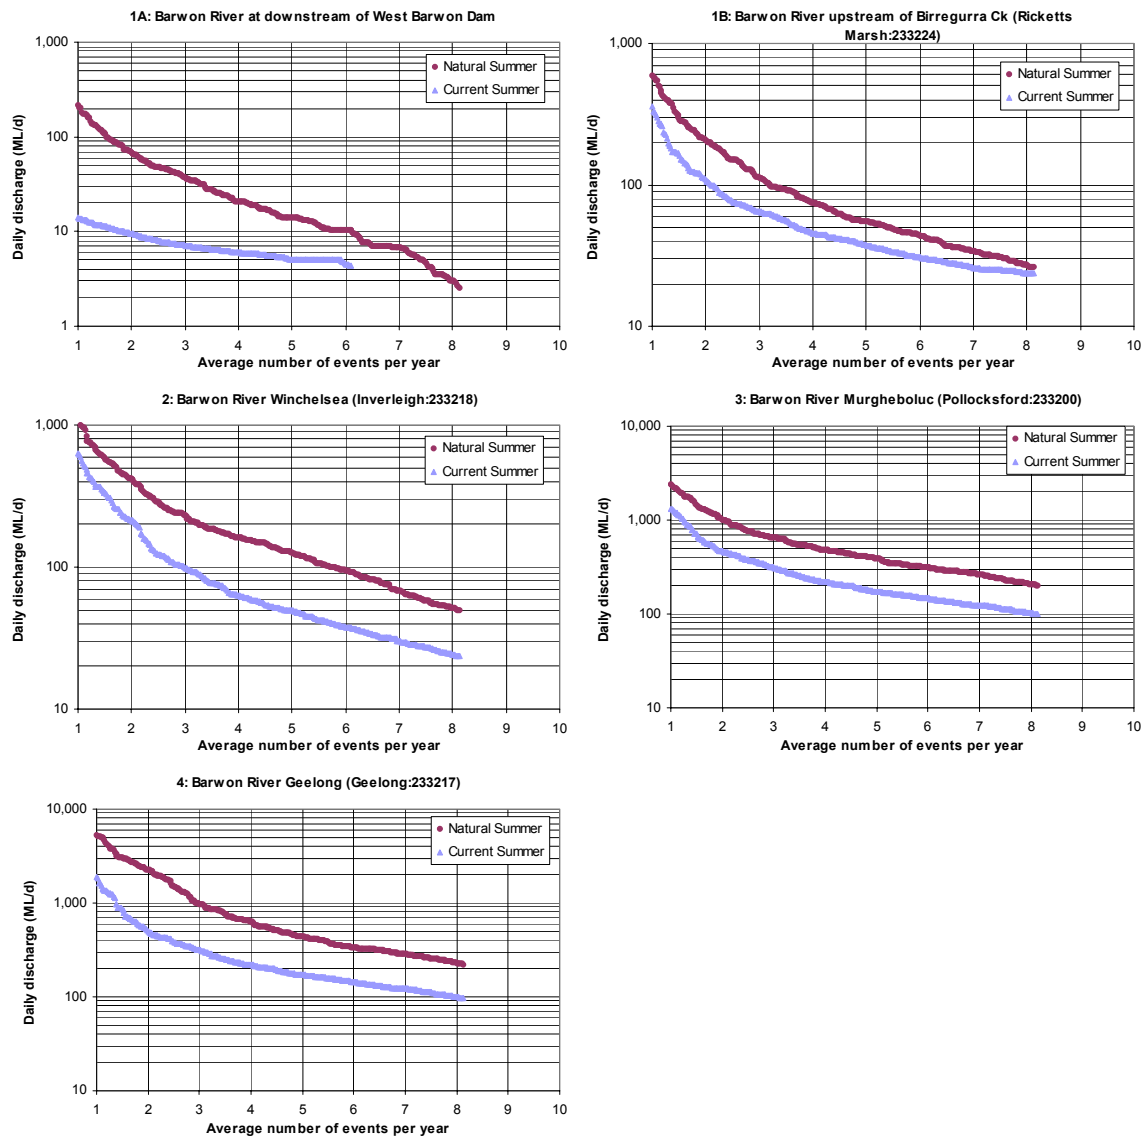 1A: Barwon River at downstream of West Barwon Dam
1,000
100
10
1
Daily discharge (ML/d)
Natural Summer
Current Summer
1 2 3 4 5 6 7 8 9 10
Average number of events per year
1B: Barwon River upstream of Birregurra Ck (Ricketts
Marsh:233224)
1,000
100
10
Daily discharge (ML/d)
Natural Summer
Current Summer
1 2 3 4 5 6 7 8 9 10
Average number of events per year
2: Barwon River Winchelsea (Inverleigh:233218)
1,000
100
10
Daily discharge (ML/d)
Natural Summer
Current Summer
1 2 3 4 5 6 7 8 9 10
Average number of events per year
3: Barwon River Murgheboluc (Pollocksford:233200)
10,000
1,000
100
10
Daily discharge (ML/d)
Natural Summer
Current Summer
1 2 3 4 5 6 7 8 9 10
Average number of events per year
4: Barwon River Geelong (Geelong:233217)
10,000
1,000
100
10
Daily discharge (ML/d)
Natural Summer
Current Summer
1 2 3 4 5 6 7 8 9 10
Average number of events per year